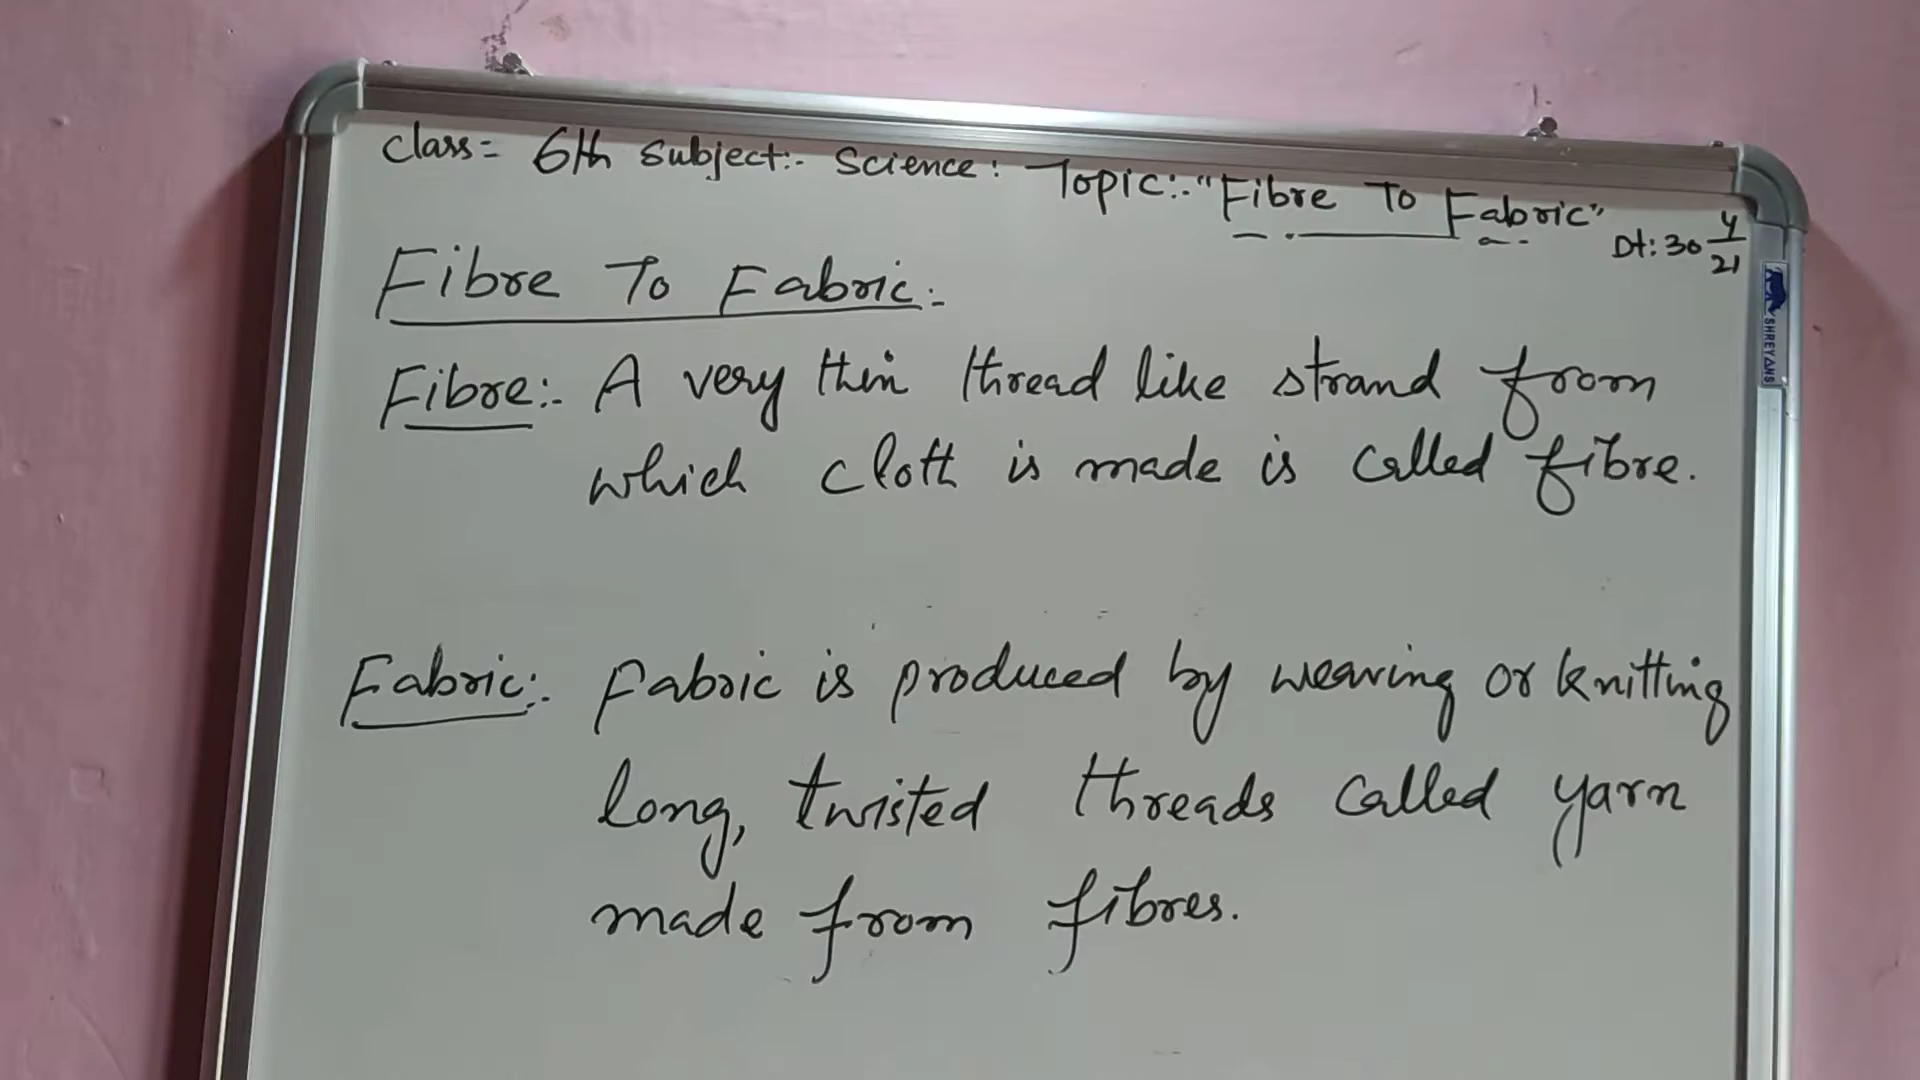 Class= 6th Subject:- Science: Topic:- "Fibre To Fabric"
Dt: 30 4/21
Fibre To Fabric:-
Fibre:- A very thin thread like strand from
which cloth is made is called fibre.
Fabric:- Fabric is produced by weaving or knitting
long, twisted threads called yarn
made from fibres.
SHREYANS